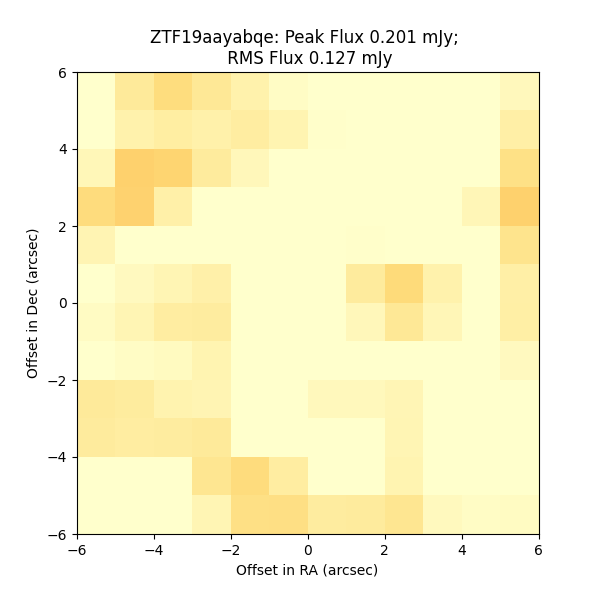 ZTF19aayabqe: Peak Flux 0.201 mJy;
RMS Flux 0.127 mJy
6
4
2
0
−2
−4
−6
Offset in Dec (arcsec)
−6 −4 −2 0 2 4 6
Offset in RA (arcsec)